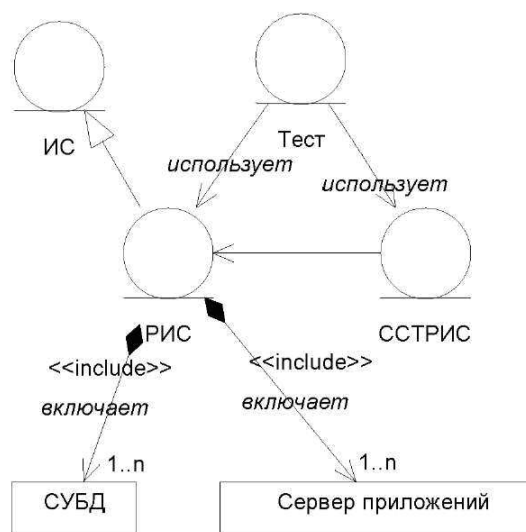 ИС
Тест
использует
использует
РИС
ССТРИС
<<include>>
<<include>>
включает
включает
1..n
1..n
СУБД
Сервер приложений